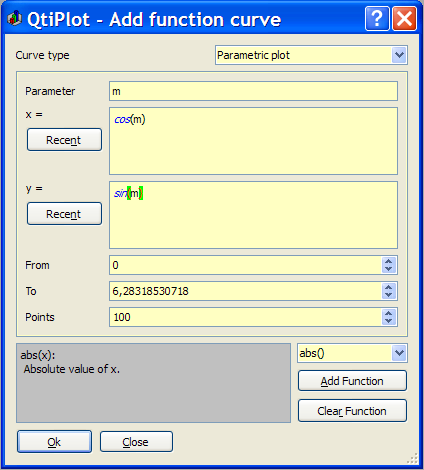 QtiPlot - Add function curve
Curve type
Parametric plot
Parameter
m
x =
cos(m)
Recent
y =
sin(m)
Recent
From
0
To
6,28318530718
Points
100
abs(x):
Absolute value of x.
abs()
Add Function
Clear Function
Ok
Close